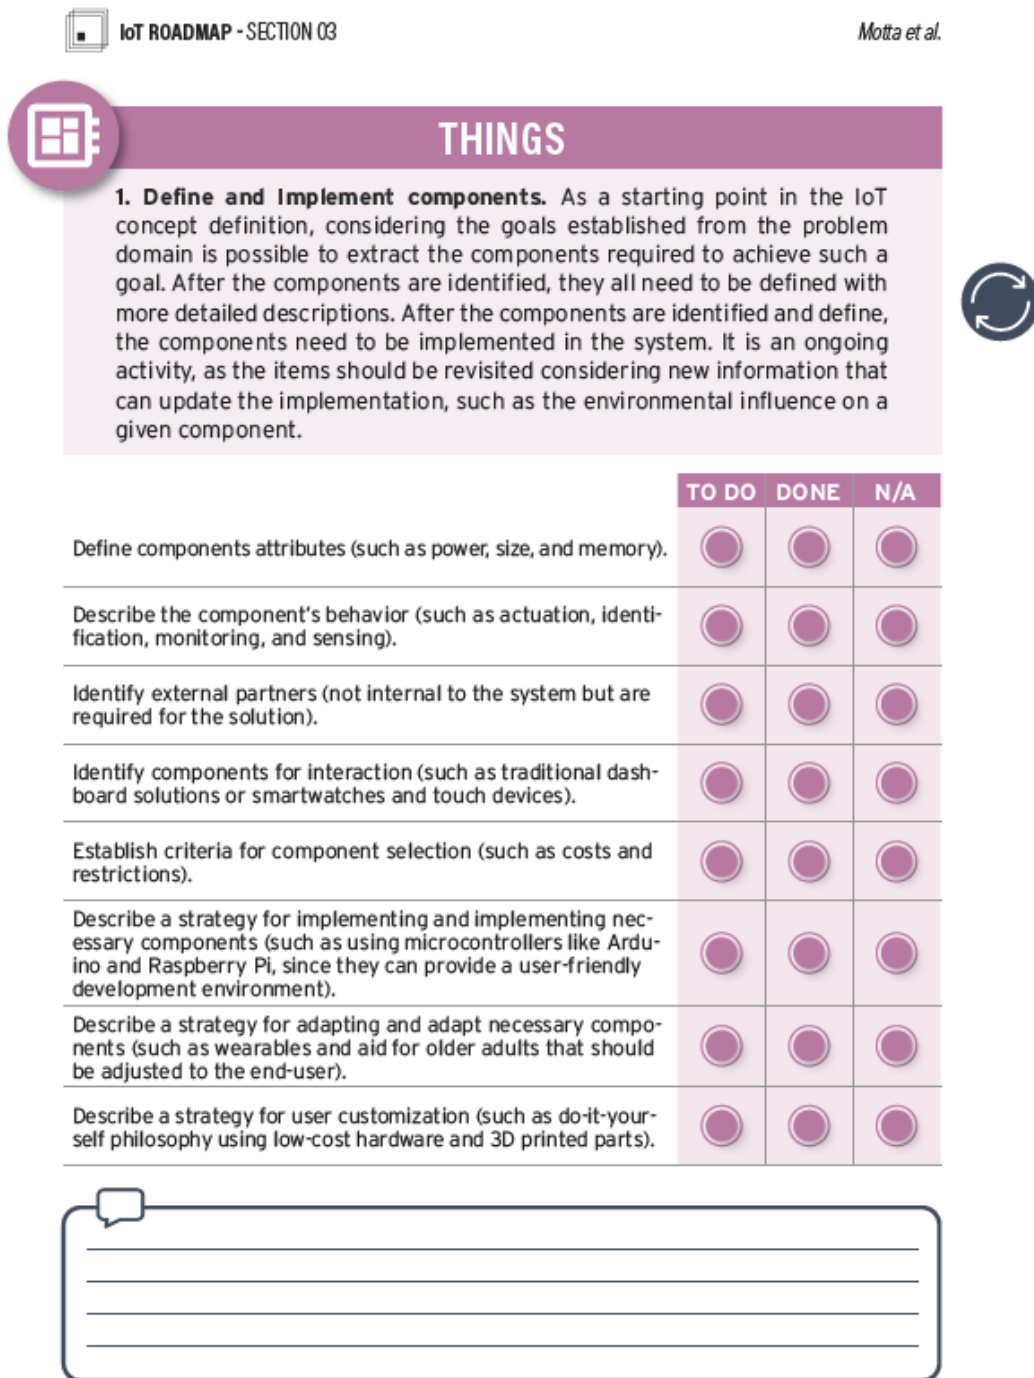 IoT ROADMAP - SECTION 03
Motta et al.
THINGS
1. Define and Implement components. As a starting point in the IoT
concept definition, considering the goals established from the problem
domain is possible to extract the components required to achieve such a
goal. After the components are identified, they all need to be defined with
more detailed descriptions. After the components are identified and define,
the components need to be implemented in the system. It is an ongoing
activity, as the items should be revisited considering new information that
can update the implementation, such as the environmental influence on a
given component.
TO DO DONE N/A
Define components attributes (such as power, size, and memory).
Describe the component's behavior (such as actuation, identi-
fication, monitoring, and sensing).
Identify external partners (not internal to the system but are
required for the solution).
Identify components for interaction (such as traditional dash-
board solutions or smartwatches and touch devices).
Establish criteria for component selection (such as costs and
restrictions).
Describe a strategy for implementing and implementing nec-
essary components (such as using microcontrollers like Ardu-
ino and Raspberry Pi, since they can provide a user-friendly
development environment).
Describe a strategy for adapting and adapt necessary compo-
nents (such as wearables and aid for older adults that should
be adjusted to the end-user).
Describe a strategy for user customization (such as do-it-your-
self philosophy using low-cost hardware and 3D printed parts).